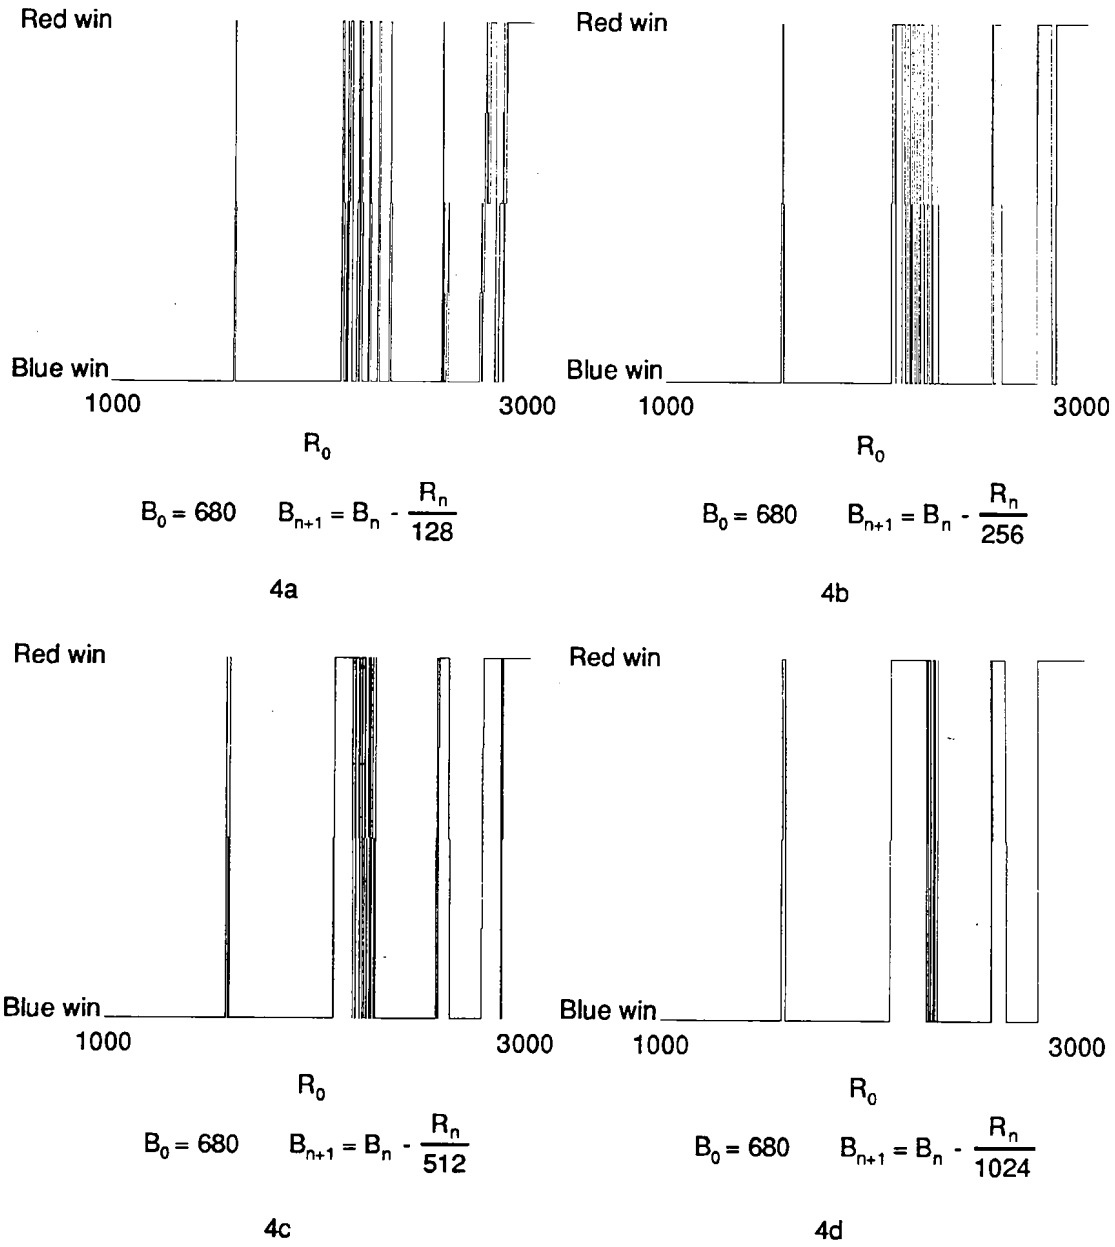 Red win
Blue win
1000 3000
R₀
B₀ = 680 Bₙ₊₁ = Bₙ - Rₙ/128
4a
Red win
Blue win
1000 3000
R₀
B₀ = 680 Bₙ₊₁ = Bₙ - Rₙ/256
4b
Red win
Blue win
1000 3000
R₀
B₀ = 680 Bₙ₊₁ = Bₙ - Rₙ/512
4c
Red win
Blue win
1000 3000
R₀
B₀ = 680 Bₙ₊₁ = Bₙ - Rₙ/1024
4d